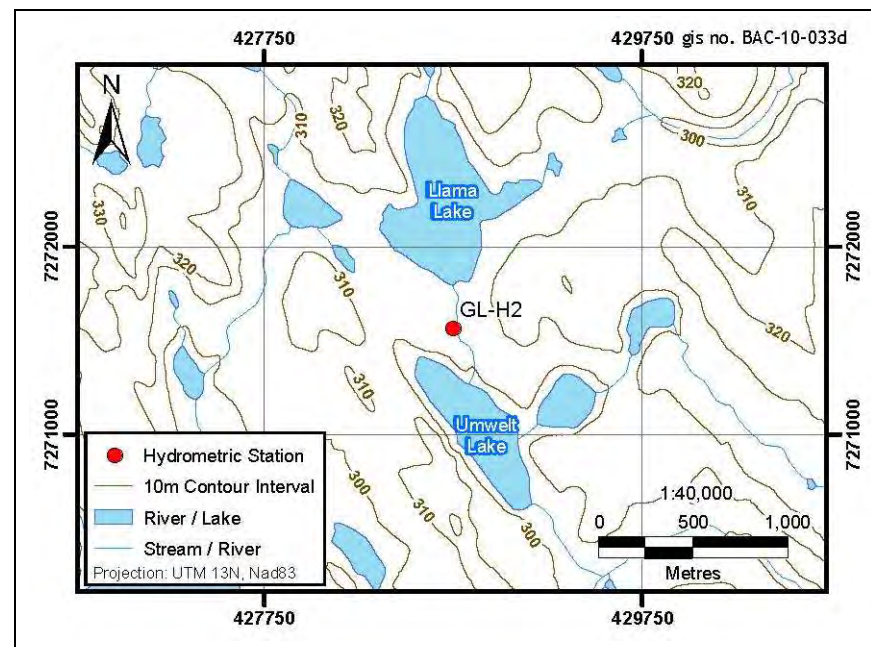 427750
429750
gis no. BAC-10-033d
N
320
310
320
300
Llama
Lake
310
330
7272000
7272000
320
310
GL-H2
320
310
7271000
7271000
Umwelt
Lake
300
310
300
Hydrometric Station
10m Contour Interval
River / Lake
Stream / River
Projection: UTM 13N, Nad83
1:40,000
0
500
1,000
Metres
427750
429750